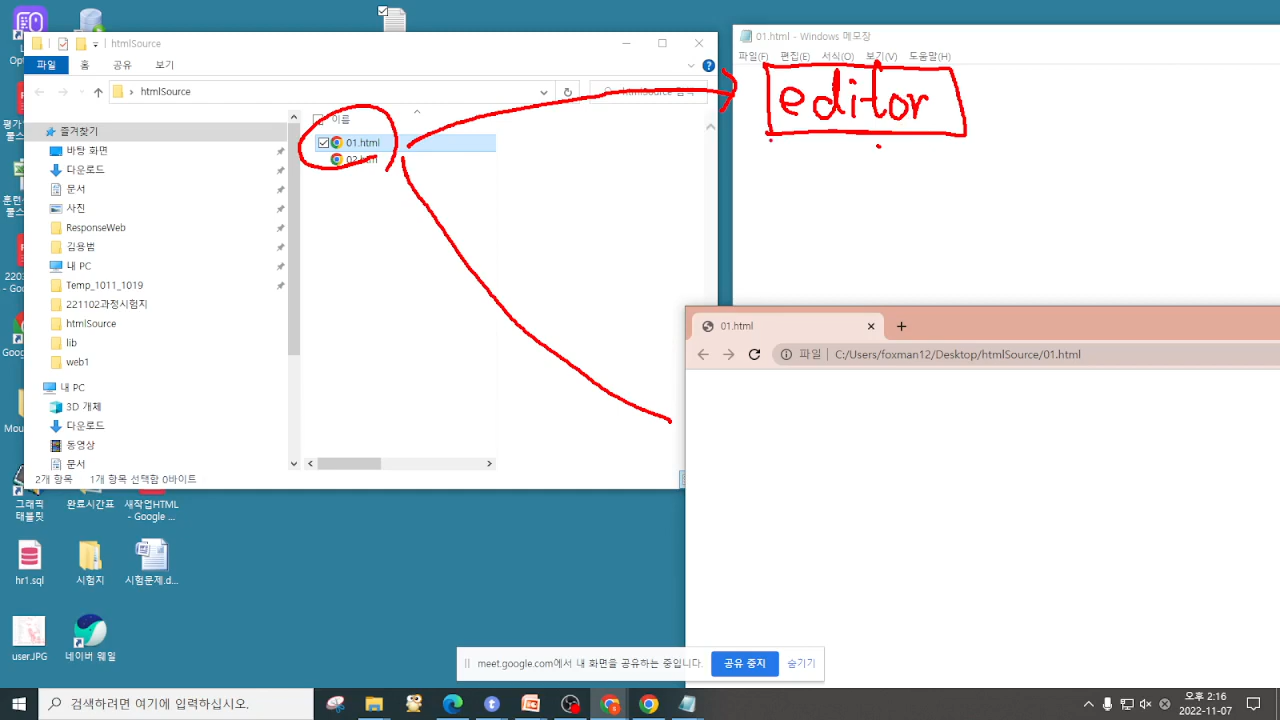 htmlSource
파일
홈
공유
보기
htmlSource
htmlSource 검색
즐겨찾기
바탕 화면
다운로드
문서
사진
ResponseWeb
김용범
내 PC
Temp_1011_1019
221102과정시험지
htmlSource
lib
web1
내 PC
3D 개체
다운로드
동영상
문서
이름
01.html
02.html
2개 항목
1개 항목 선택함 0바이트
01.html - Windows 메모장
파일(F) 편집(E) 서식(O) 보기(V) 도움말(H)
editor
01.html
파일 C:/Users/foxman12/Desktop/htmlSource/01.html
그래픽
태블릿
완료시간표
새작업HTML
- Google ...
hr1.sql
시험지
시험문제.d...
user.JPG
네이버 웨일
meet.google.com에서 내 화면을 공유하는 중입니다.
공유 중지
숨기기
검색하려면 여기에 입력하십시오.
오후 2:16
2022-11-07